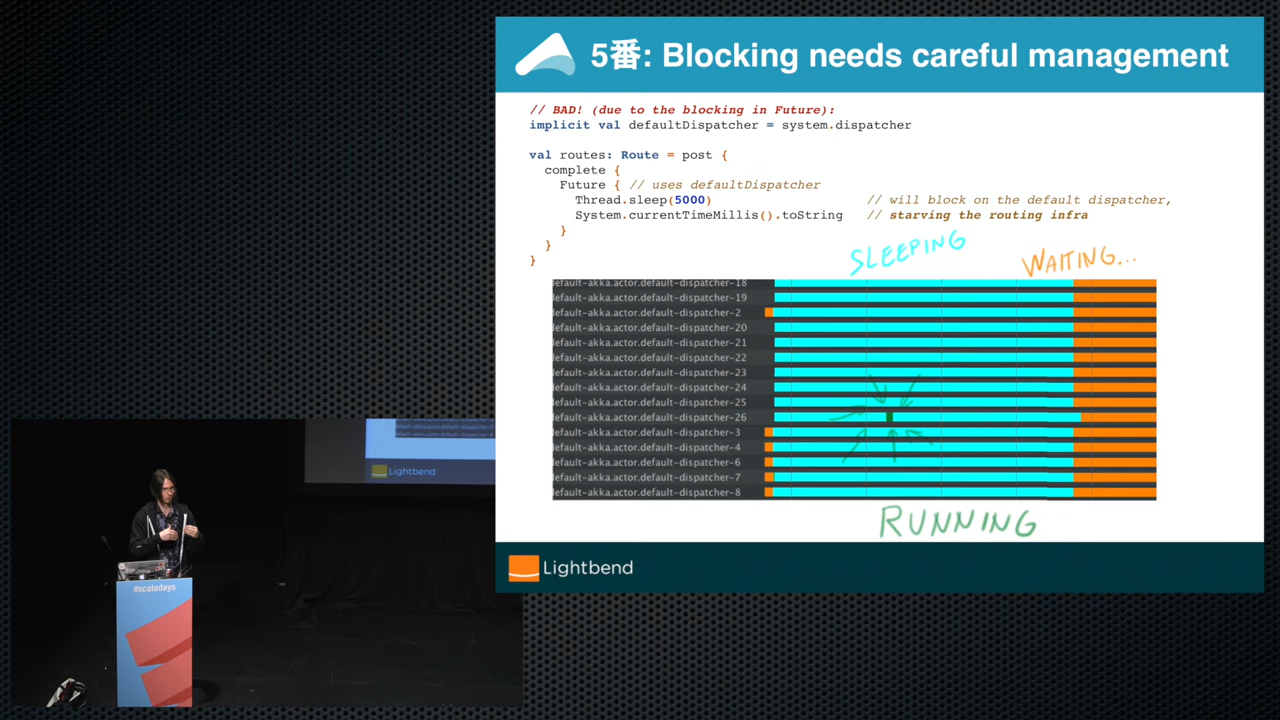 5番: Blocking needs careful management
// BAD! (due to the blocking in Future):
implicit val defaultDispatcher = system.dispatcher
val routes: Route = post {
complete {
Future { // uses defaultDispatcher
Thread.sleep(5000) // will block on the default dispatcher,
System.currentTimeMillis().toString // starving the routing infra
}
}
}
SLEEPING
WAITING...
default-akka.actor.default-dispatcher-18
default-akka.actor.default-dispatcher-19
default-akka.actor.default-dispatcher-2
default-akka.actor.default-dispatcher-20
default-akka.actor.default-dispatcher-21
default-akka.actor.default-dispatcher-22
default-akka.actor.default-dispatcher-23
default-akka.actor.default-dispatcher-24
default-akka.actor.default-dispatcher-25
default-akka.actor.default-dispatcher-26
default-akka.actor.default-dispatcher-3
default-akka.actor.default-dispatcher-4
default-akka.actor.default-dispatcher-6
default-akka.actor.default-dispatcher-7
default-akka.actor.default-dispatcher-8
RUNNING
Lightbend
Lightbend
#scaladays